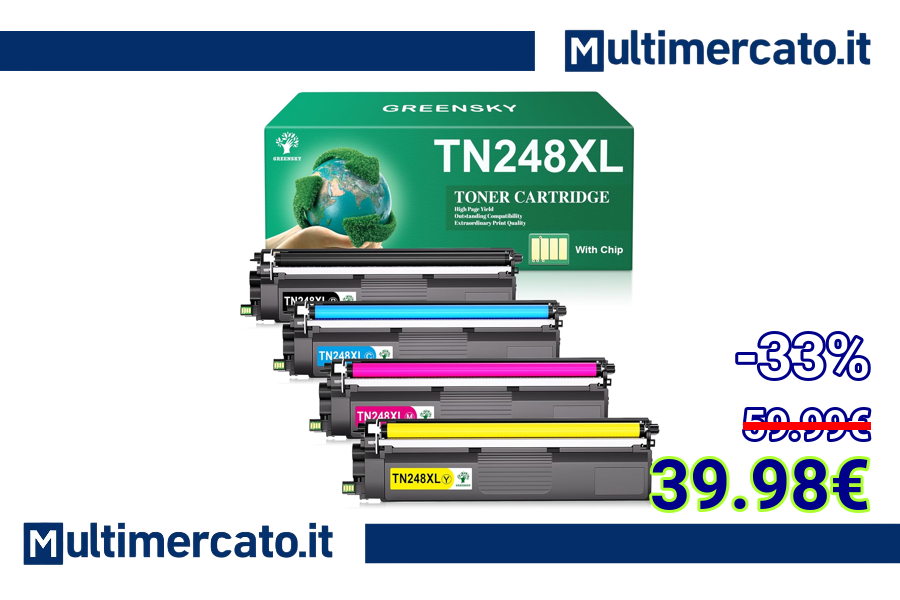 Multimercato.it
GREENSKY
GREENSKY
TN248XL
TONER CARTRIDGE
High Page Yield
Outstanding Compatibility
Extraordinary Print Quality
With Chip
TN248XL
TN248XL C
-33%
TN248XL M
59.99€
TN248XL Y
GREENSKY
39.98€
Multimercato.it